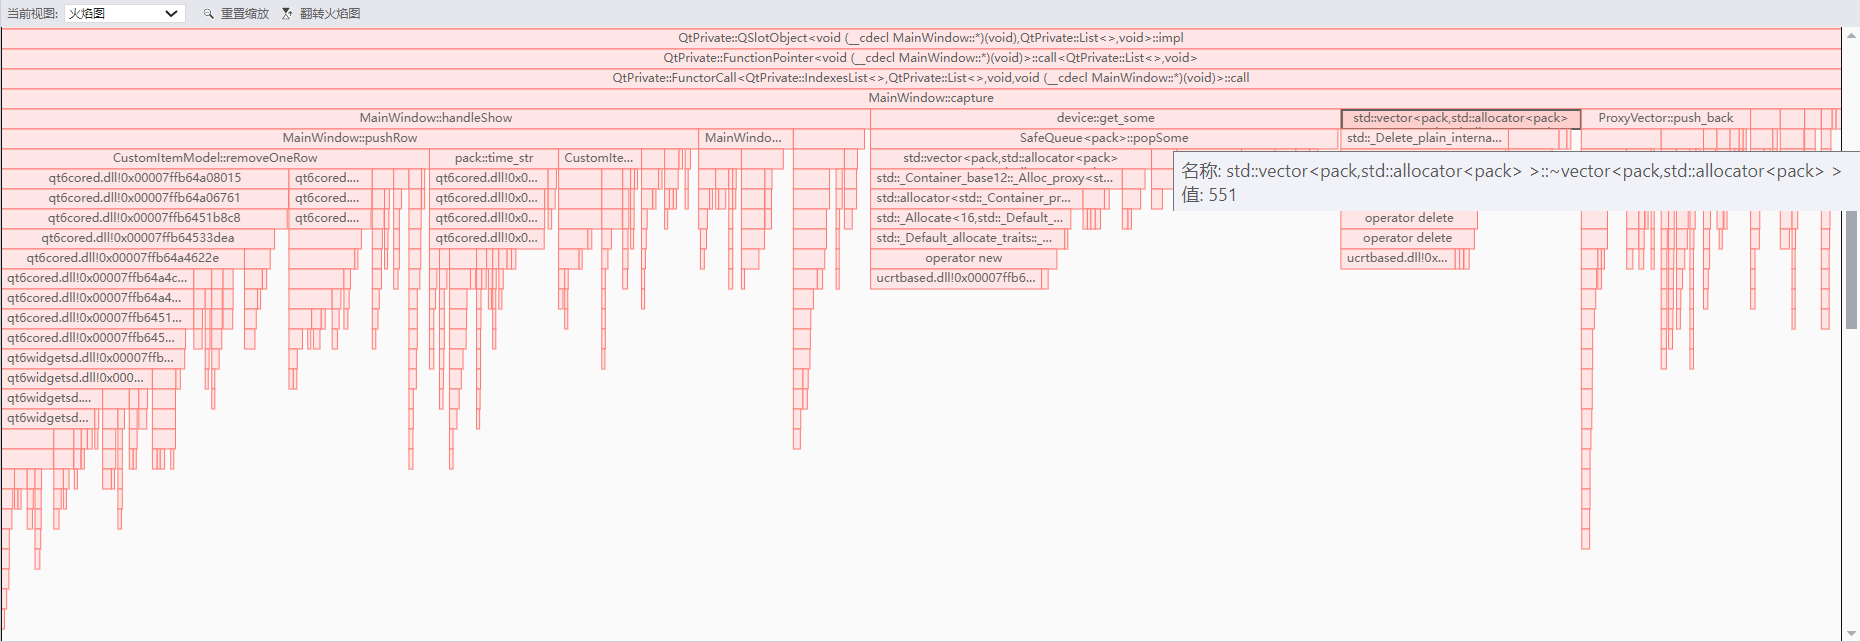 当前视图: 火焰图 重置缩放 翻转火焰图
QtPrivate::QSlotObject<void (__cdecl MainWindow::*)(void),QtPrivate::List<>,void>::impl
QtPrivate::FunctionPointer<void (__cdecl MainWindow::*)(void)>::call<QtPrivate::List<>,void>
QtPrivate::FunctorCall<QtPrivate::IndexesList<>,QtPrivate::List<>,void,void (__cdecl MainWindow::*)(void)>::call
MainWindow::capture
MainWindow::handleShow device::get_some std::vector<pack,std::allocator<pack> ProxyVector::push_back
MainWindow::pushRow MainWindo... SafeQueue<pack>::popSome std::_Delete_plain_interna...
CustomItemModel::removeOneRow pack::time_str CustomIte... std::vector<pack,std::allocator<pack>
qt6cored.dll!0x00007ffb64a08015 qt6cored.... qt6cored.dll!0x0... std::_Container_base12::_Alloc_proxy<st...
名称: std::vector<pack,std::allocator<pack> >::~vector<pack,std::allocator<pack> >
值: 551
qt6cored.dll!0x00007ffb64a06761 qt6cored.... qt6cored.dll!0x0... std::allocator<std::_Container_pr...
qt6cored.dll!0x00007ffb6451b8c8 qt6cored.... qt6cored.dll!0x0... std::_Allocate<16,std::_Default_... operator delete
qt6cored.dll!0x00007ffb64533dea qt6cored.dll!0x0... std::_Default_allocate_traits::_... operator delete
qt6cored.dll!0x00007ffb64a4622e operator new ucrtbased.dll!0x...
qt6cored.dll!0x00007ffb64a4c... ucrtbased.dll!0x00007ffb6...
qt6cored.dll!0x00007ffb64a4...
qt6cored.dll!0x00007ffb6451...
qt6cored.dll!0x00007ffb645...
qt6widgetsd.dll!0x00007ffb...
qt6widgetsd.dll!0x000...
qt6widgetsd....
qt6widgetsd...